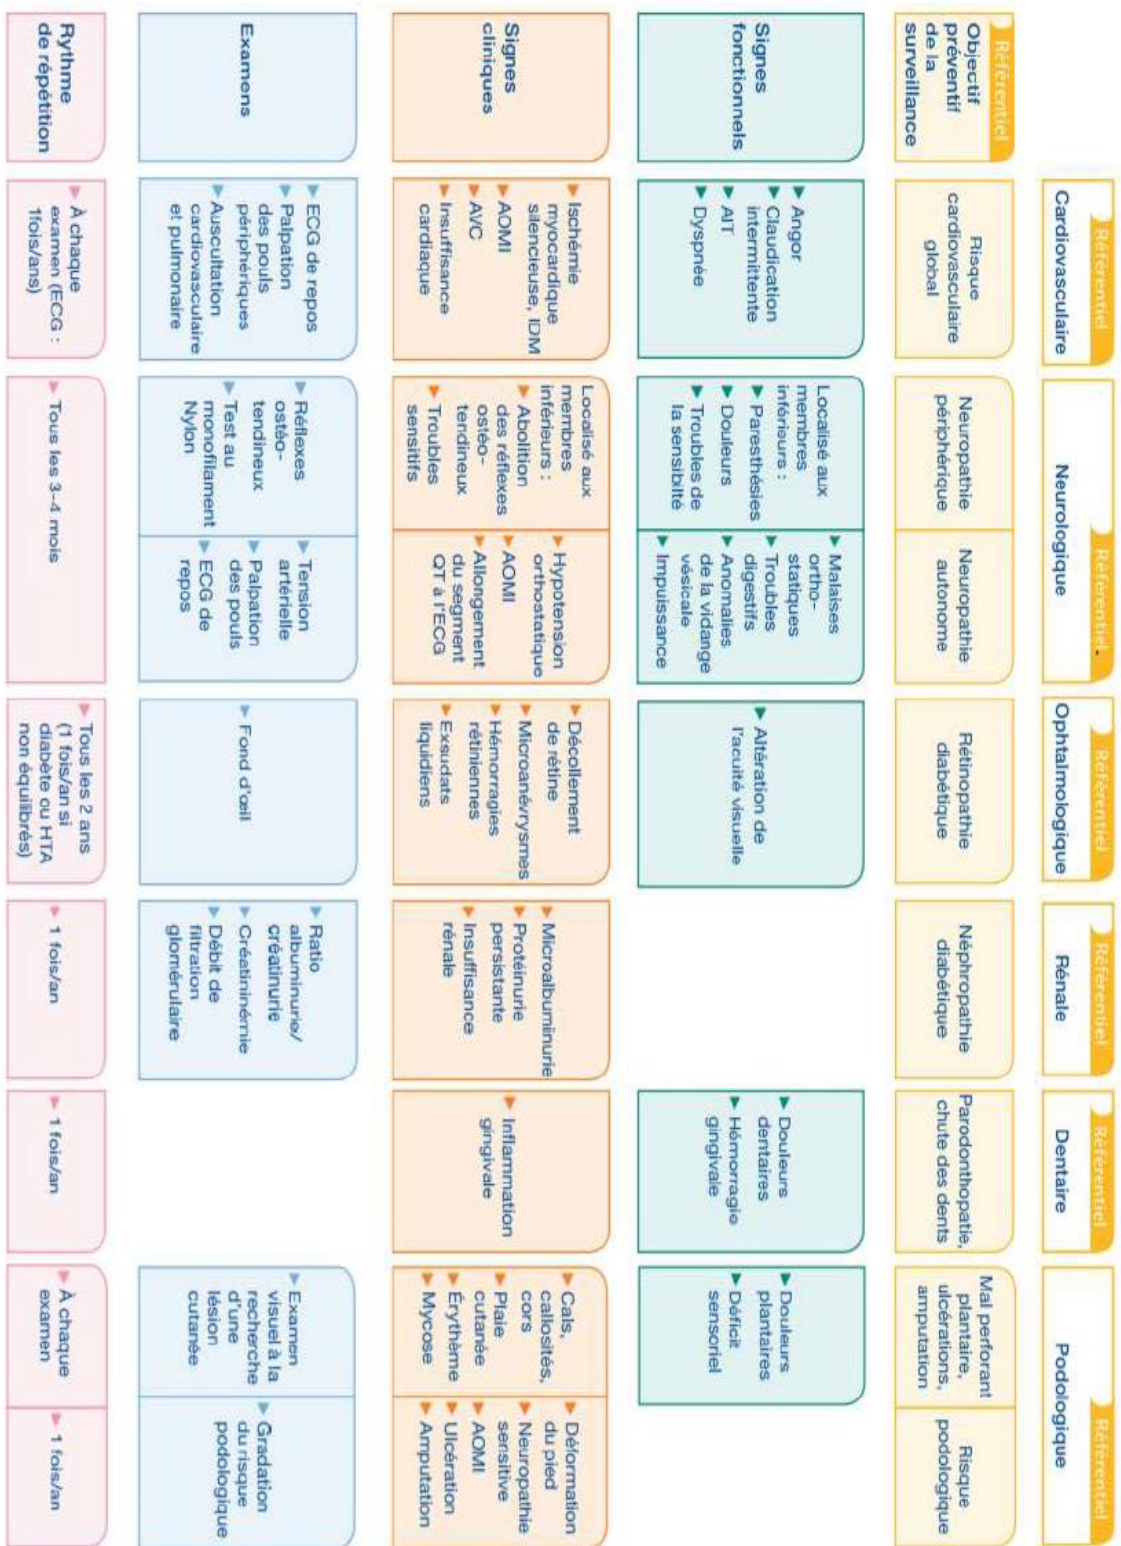 Référentiel
Cardiovasculaire
Référentiel
Neurologique
Référentiel
Ophtalmologique
Référentiel
Rénale
Référentiel
Dentaire
Référentiel
Podologique
Référentiel
Objectif
préventif
de la
surveillance
Risque
cardiovasculaire
global
Neuropathie
périphérique
Neuropathie
autonome
Rétinopathie
diabétique
Néphropathie
diabétique
Parodonthopatie,
chute des dents
Mal perforant
plantaire,
ulcérations,
amputation
Risque
podologique
Signes
fonctionnels
► Angor
► Claudication
intermittente
► AIT
► Dyspnée
Localisé aux
membres
inférieurs :
► Paresthésies
► Douleurs
► Troubles de
la sensibilté
► Malaises
ortho-
statiques
► Troubles
digestifs
► Anomalies
de la vidange
vésicale
► Impuissance
► Altération de
l'acuité visuelle
► Douleurs
dentaires
► Hémorragie
gingivale
► Douleurs
plantaires
► Déficit
sensoriel
Signes
cliniques
► Ischémie
myocardique
silencieuse, IDM
► AOMI
► AVC
► Insuffisance
cardiaque
Localisé aux
membres
inférieurs :
► Abolition
des réflexes
ostéo-
tendineux
► Troubles
sensitifs
► Hypotension
orthostatique
► AOMI
► Allongement
du segment
QT à l'ECG
► Décollement
de rétine
► Microanévrysmes
► Hémorragies
rétiniennes
► Exsudats
liquidiens
► Microalbuminurie
► Protéinurie
persistante
► Insuffisance
rénale
► Inflammation
gingivale
► Cals,
callosités,
cors
► Plaie
cutanée
► Érythème
► Mycose
► Déformation
du pied
► Neuropathie
sensitive
► AOMI
► Ulcération
► Amputation
Examens
► ECG de repos
► Palpation
des pouls
périphériques
► Auscultation
cardiovasculaire
et pulmonaire
► Réflexes
ostéo-
tendineux
► Test au
monofilament
Nylon
► Tension
artérielle
► Palpation
des pouls
► ECG de
repos
► Fond d'œil
► Ratio
albuminurie/
créatinurie
► Créatininémie
► Débit de
filtration
glomérulaire
► Examen
visuel à la
recherche
d'une
lésion
cutanée
► Gradation
du risque
podologique
Rythme
de répétition
► À chaque
examen (ECG :
1fois/ans)
► Tous les 3-4 mois
► Tous les 2 ans
(1 fois/an si
diabète ou HTA
non équilibrés)
► 1 fois/an
► 1 fois/an
► À chaque
examen
► 1 fois/an